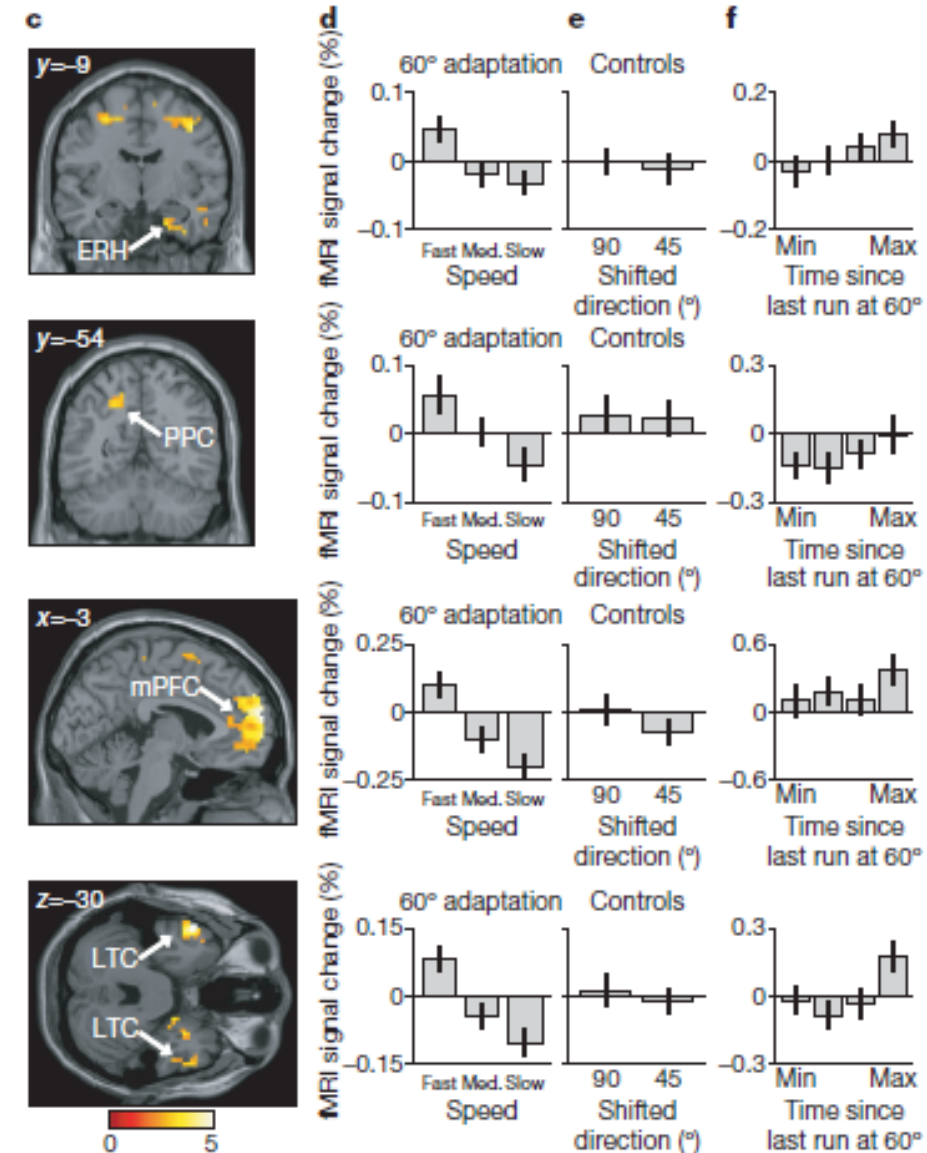 c
d
e
f
y=–9
ERH
fMRI signal change (%)
60° adaptation
0.1
0
–0.1
Fast Med. Slow
Speed
Controls
90 45
Shifted
direction (°)
0.2
0
–0.2
Min Max
Time since
last run at 60°
y=–54
PPC
fMRI signal change (%)
60° adaptation
0.1
0
–0.1
Fast Med. Slow
Speed
Controls
90 45
Shifted
direction (°)
0.3
0
–0.3
Min Max
Time since
last run at 60°
x=–3
mPFC
fMRI signal change (%)
60° adaptation
0.25
0
–0.25
Fast Med. Slow
Speed
Controls
90 45
Shifted
direction (°)
0.6
0
–0.6
Min Max
Time since
last run at 60°
z=–30
LTC
LTC
0 5
fMRI signal change (%)
60° adaptation
0.15
0
–0.15
Fast Med. Slow
Speed
Controls
90 45
Shifted
direction (°)
0.3
0
–0.3
Min Max
Time since
last run at 60°